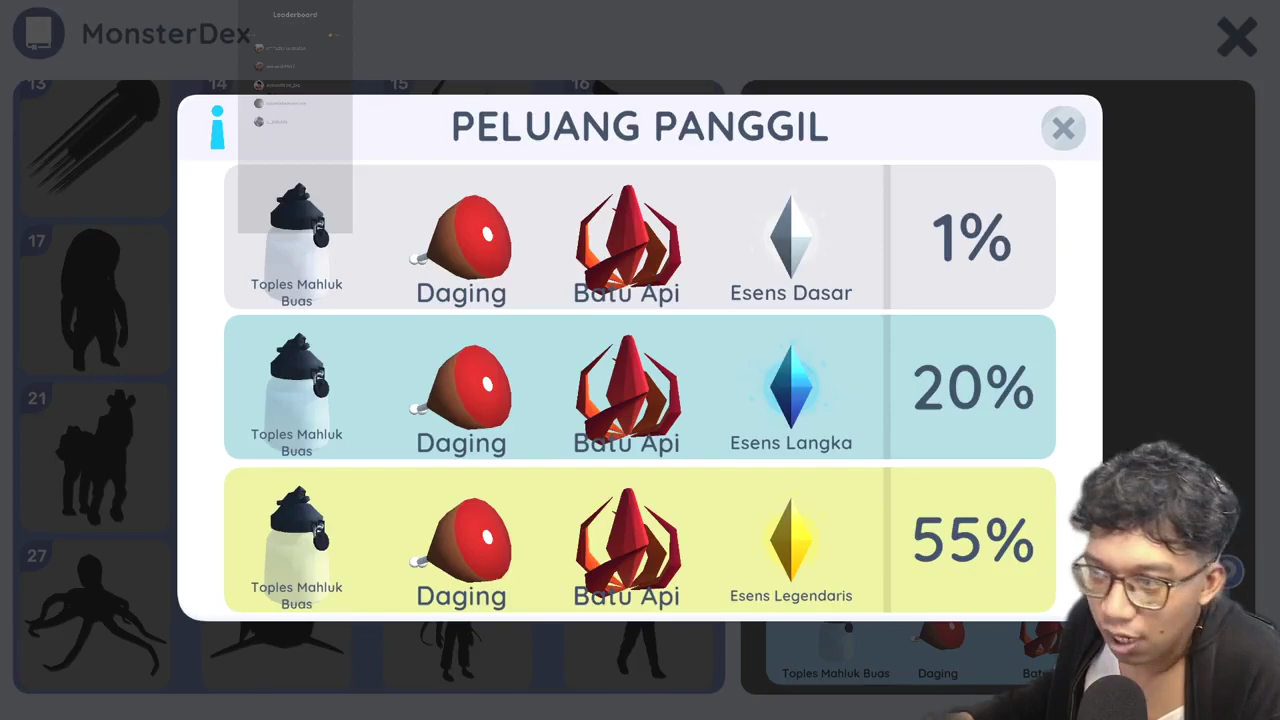 MonsterDex
Leaderboard
13
14
15
16
PELUANG PANGGIL
Toples Mahluk
Buas
Daging
Batu Api
Esens Dasar
1%
17
Toples Mahluk
Buas
Daging
Batu Api
Esens Langka
20%
21
Toples Mahluk
Buas
Daging
Batu Api
Esens Legendaris
55%
27
Toples Mahluk Buas
Daging
Batu